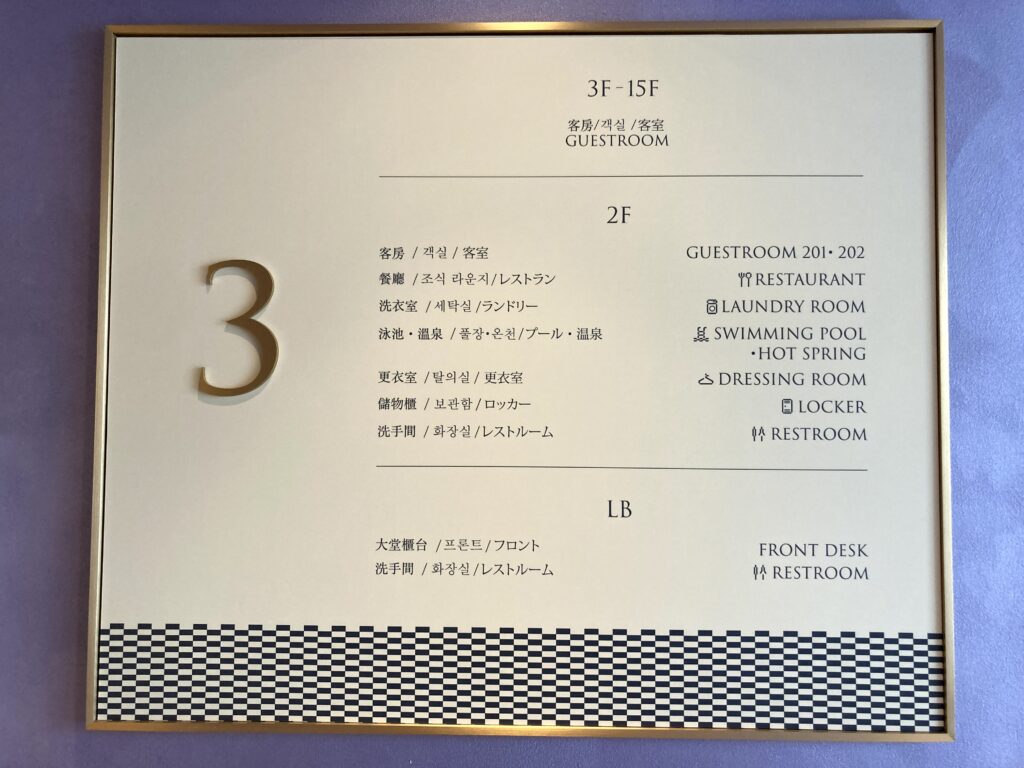 3
3F-15F
客房/객실 /客室
GUESTROOM
2F
客房 / 객실 / 客室 GUESTROOM 201・202
餐廳 / 조식 라운지/レストラン RESTAURANT
洗衣室 /세탁실/ランドリー LAUNDRY ROOM
泳池・溫泉 /풀장・온천/プール・温泉 SWIMMING POOL
・HOT SPRING
更衣室 /탈의실/ 更衣室 DRESSING ROOM
儲物櫃 / 보관함/ロッカー LOCKER
洗手間 / 화장실/レストルーム RESTROOM
LB
大堂櫃台 /프론트/フロント FRONT DESK
洗手間 / 화장실/レストルーム RESTROOM